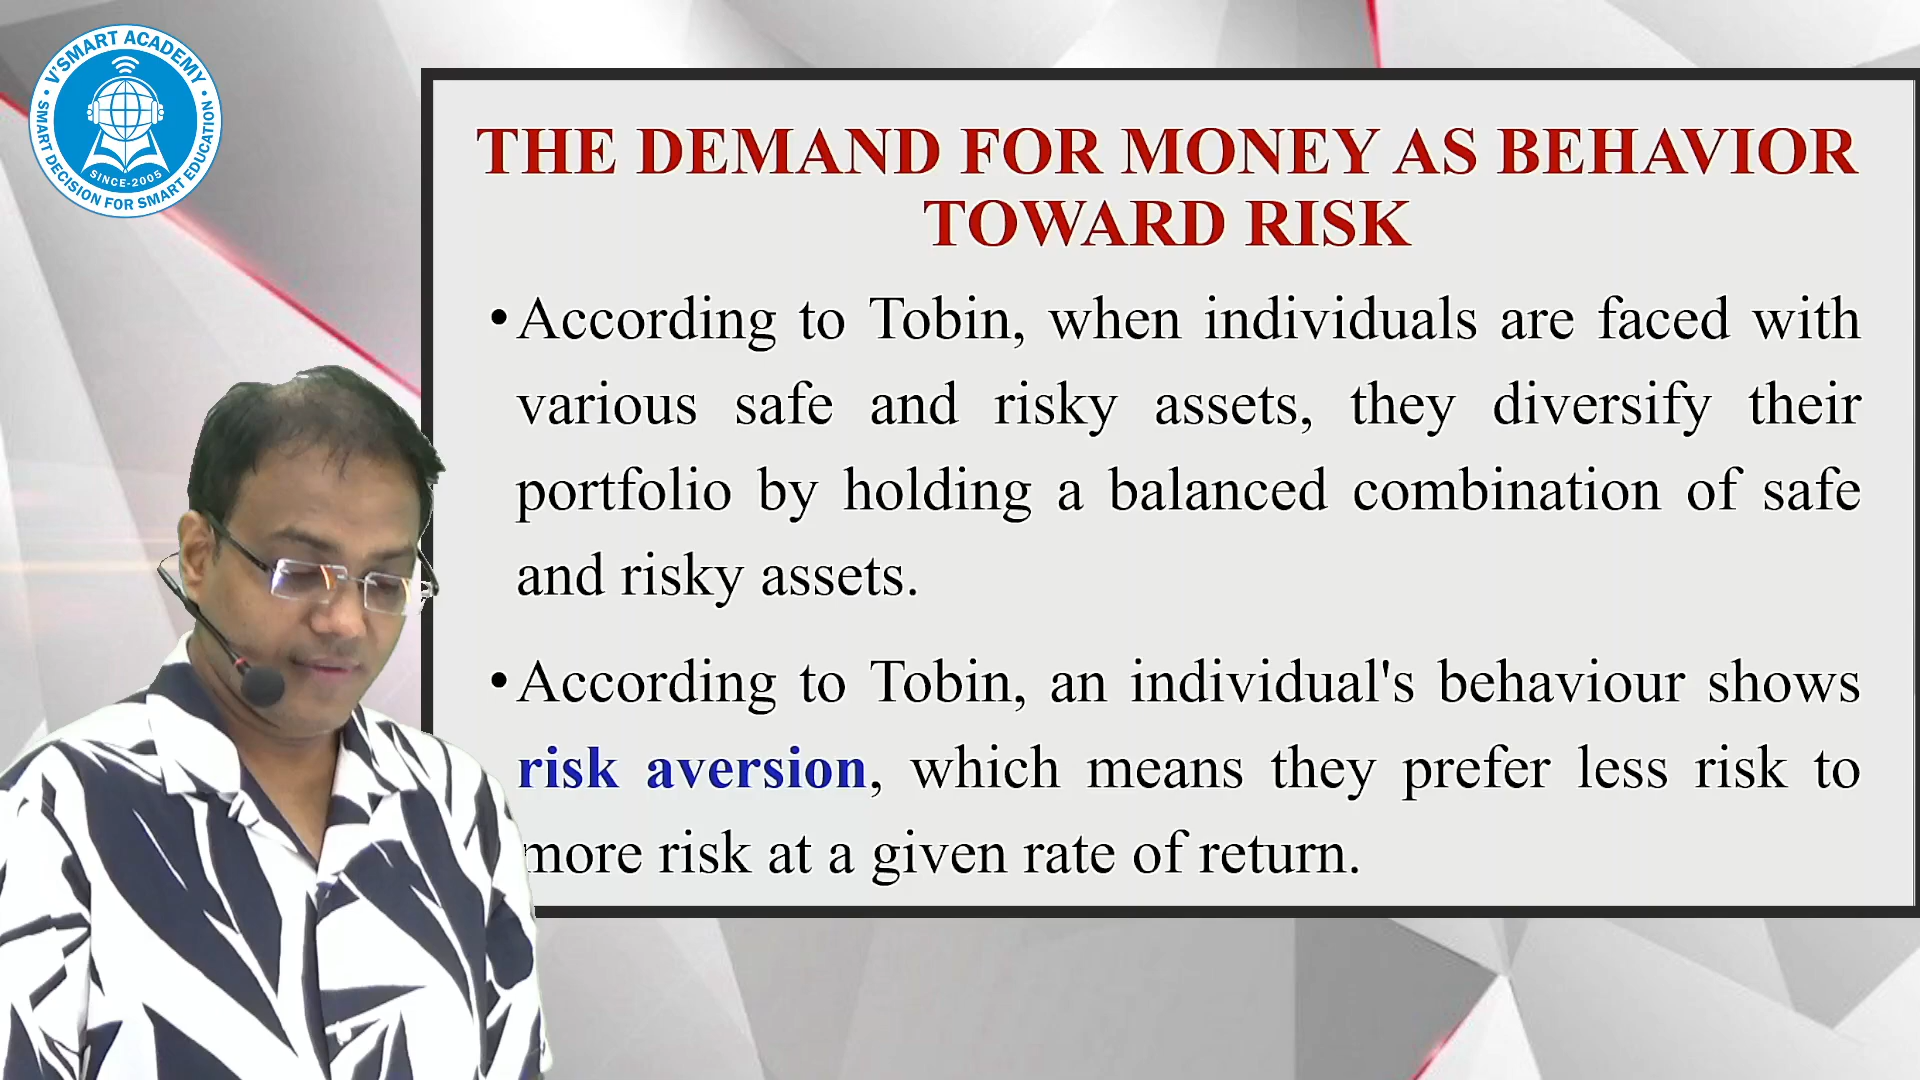 V'SMART ACADEMY
SMART DECISION FOR SMART EDUCATION
SINCE-2005
THE DEMAND FOR MONEY AS BEHAVIOR
TOWARD RISK
• According to Tobin, when individuals are faced with
various safe and risky assets, they diversify their
portfolio by holding a balanced combination of safe
and risky assets.
• According to Tobin, an individual's behaviour shows
risk aversion, which means they prefer less risk to
more risk at a given rate of return.